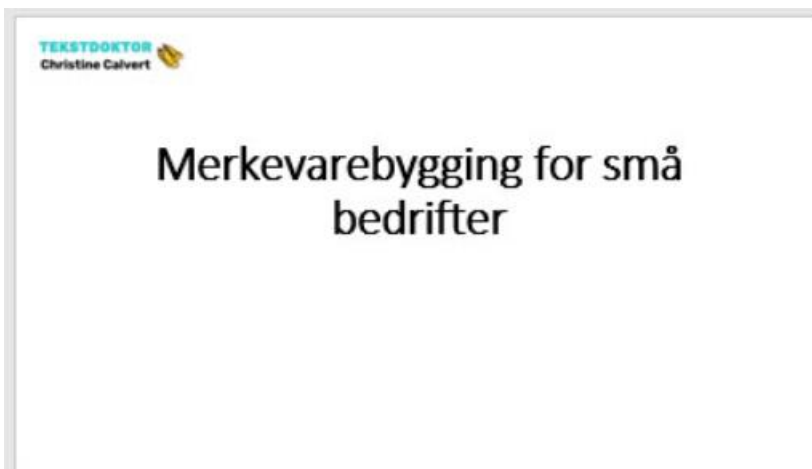 TEKSTDOKTOR
Christine Calvert
Merkevarebygging for små
bedrifter